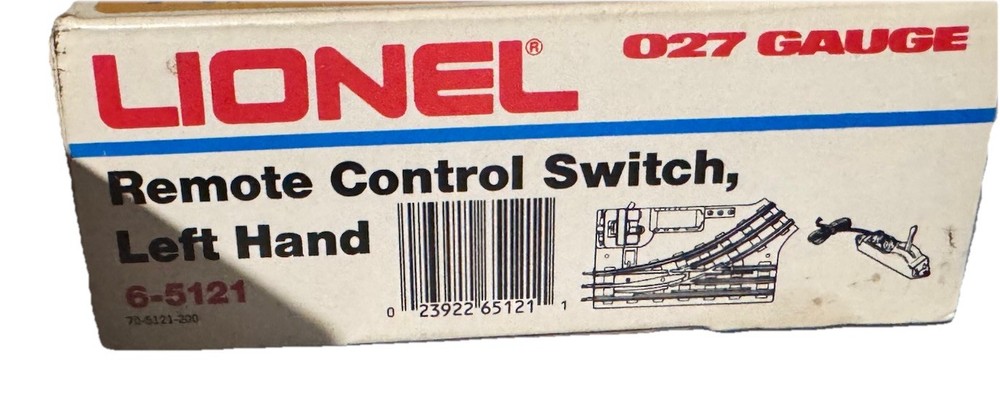 LIONEL®
027 GAUGE
Remote Control Switch,
Left Hand
6-5121
70-5121-200
0 23922 65121 1